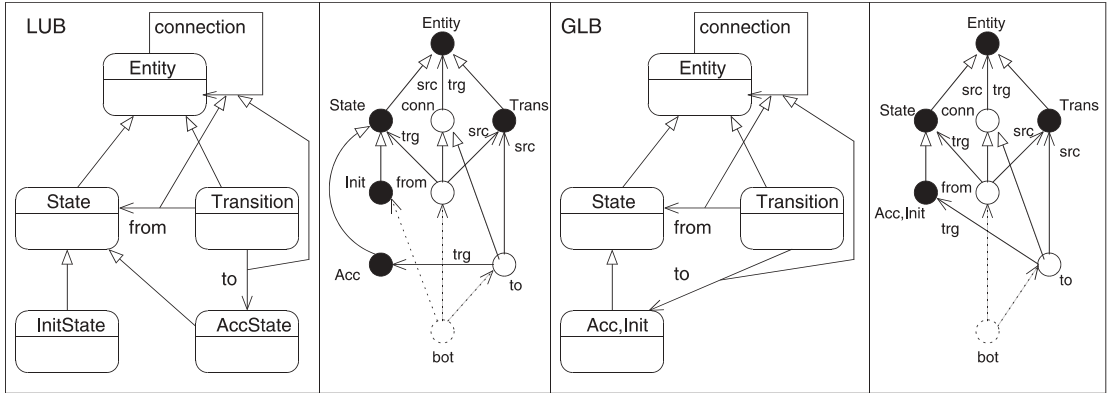 LUB
connection
Entity
State
Transition
from
to
InitState
AccState
Entity
src
trg
State
conn
Trans
trg
src
src
Init
from
trg
Acc
to
bot
GLB
connection
Entity
State
Transition
from
to
Acc,Init
Entity
src
trg
State
conn
Trans
trg
src
src
from
Acc,Init
trg
to
bot